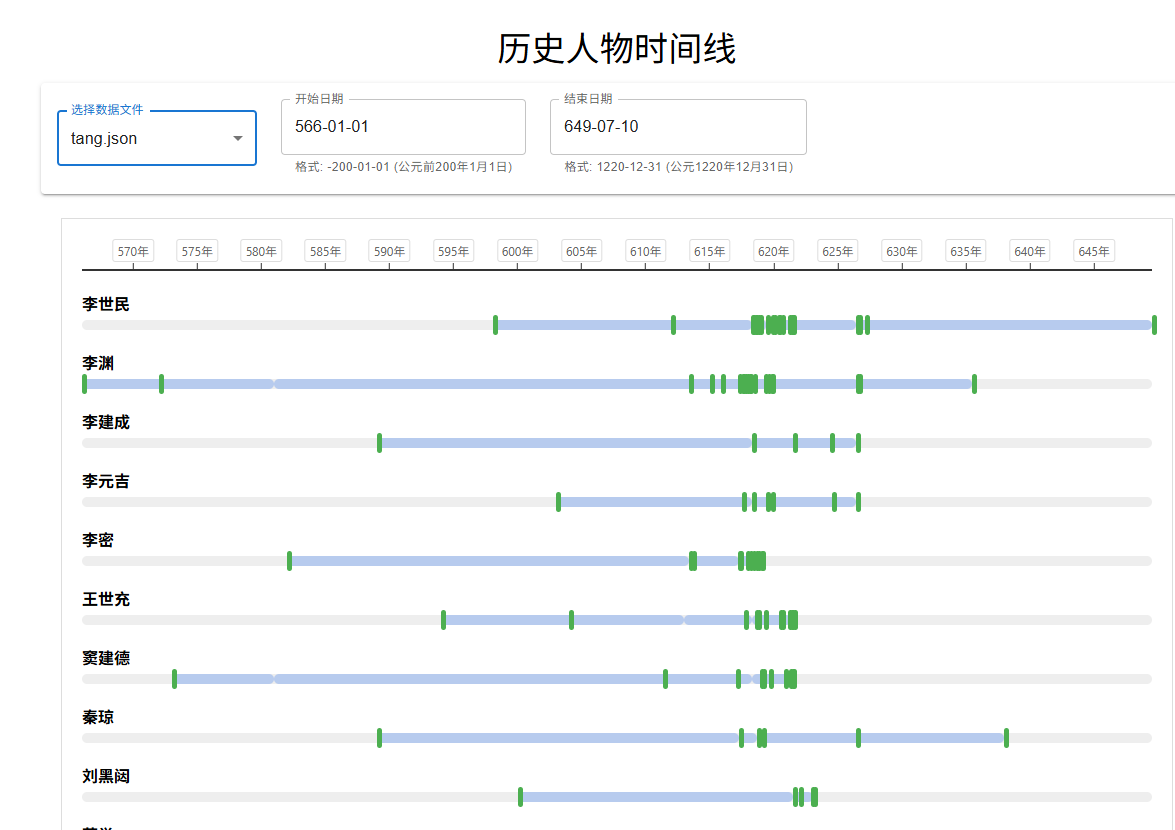 历史人物时间线
选择数据文件
tang.json
开始日期
566-01-01
格式: -200-01-01 (公元前200年1月1日)
结束日期
649-07-10
格式: 1220-12-31 (公元1220年12月31日)
570年 575年 580年 585年 590年 595年 600年 605年 610年 615年 620年 625年 630年 635年 640年 645年
李世民
李渊
李建成
李元吉
李密
王世充
窦建德
秦琼
刘黑闼